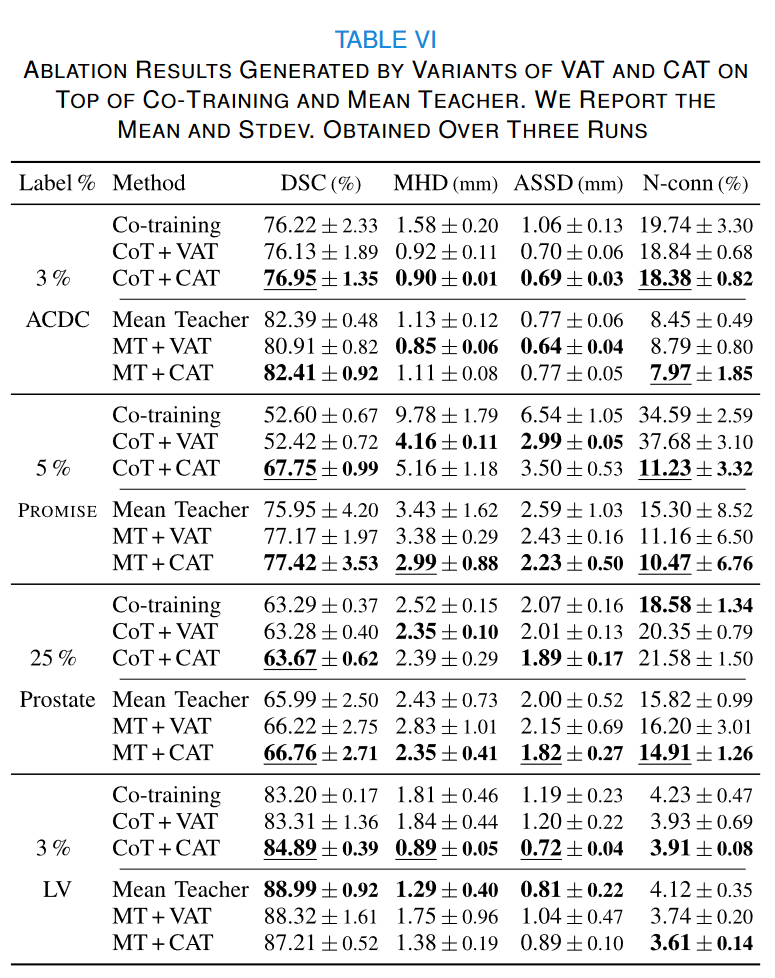 TABLE VI
ABLATION RESULTS GENERATED BY VARIANTS OF VAT AND CAT ON
TOP OF CO-TRAINING AND MEAN TEACHER. WE REPORT THE
MEAN AND STDEV. OBTAINED OVER THREE RUNS
Label % Method DSC (%) MHD (mm) ASSD (mm) N-conn (%)
Co-training 76.22 ± 2.33 1.58 ± 0.20 1.06 ± 0.13 19.74 ± 3.30
CoT + VAT 76.13 ± 1.89 0.92 ± 0.11 0.70 ± 0.06 18.84 ± 0.68
3 % CoT + CAT 76.95 ± 1.35 0.90 ± 0.01 0.69 ± 0.03 18.38 ± 0.82
ACDC Mean Teacher 82.39 ± 0.48 1.13 ± 0.12 0.77 ± 0.06 8.45 ± 0.49
MT + VAT 80.91 ± 0.82 0.85 ± 0.06 0.64 ± 0.04 8.79 ± 0.80
MT + CAT 82.41 ± 0.92 1.11 ± 0.08 0.77 ± 0.05 7.97 ± 1.85
Co-training 52.60 ± 0.67 9.78 ± 1.79 6.54 ± 1.05 34.59 ± 2.59
CoT + VAT 52.42 ± 0.72 4.16 ± 0.11 2.99 ± 0.05 37.68 ± 3.10
5 % CoT + CAT 67.75 ± 0.99 5.16 ± 1.18 3.50 ± 0.53 11.23 ± 3.32
PROMISE Mean Teacher 75.95 ± 4.20 3.43 ± 1.62 2.59 ± 1.03 15.30 ± 8.52
MT + VAT 77.17 ± 1.97 3.38 ± 0.29 2.43 ± 0.16 11.16 ± 6.50
MT + CAT 77.42 ± 3.53 2.99 ± 0.88 2.23 ± 0.50 10.47 ± 6.76
Co-training 63.29 ± 0.37 2.52 ± 0.15 2.07 ± 0.16 18.58 ± 1.34
CoT + VAT 63.28 ± 0.40 2.35 ± 0.10 2.01 ± 0.13 20.35 ± 0.79
25 % CoT + CAT 63.67 ± 0.62 2.39 ± 0.29 1.89 ± 0.17 21.58 ± 1.50
Prostate Mean Teacher 65.99 ± 2.50 2.43 ± 0.73 2.00 ± 0.52 15.82 ± 0.99
MT + VAT 66.22 ± 2.75 2.83 ± 1.01 2.15 ± 0.69 16.20 ± 3.01
MT + CAT 66.76 ± 2.71 2.35 ± 0.41 1.82 ± 0.27 14.91 ± 1.26
Co-training 83.20 ± 0.17 1.81 ± 0.46 1.19 ± 0.23 4.23 ± 0.47
CoT + VAT 83.31 ± 1.36 1.84 ± 0.44 1.20 ± 0.22 3.93 ± 0.69
3 % CoT + CAT 84.89 ± 0.39 0.89 ± 0.05 0.72 ± 0.04 3.91 ± 0.08
LV Mean Teacher 88.99 ± 0.92 1.29 ± 0.40 0.81 ± 0.22 4.12 ± 0.35
MT + VAT 88.32 ± 1.61 1.75 ± 0.96 1.04 ± 0.47 3.74 ± 0.20
MT + CAT 87.21 ± 0.52 1.38 ± 0.19 0.89 ± 0.10 3.61 ± 0.14